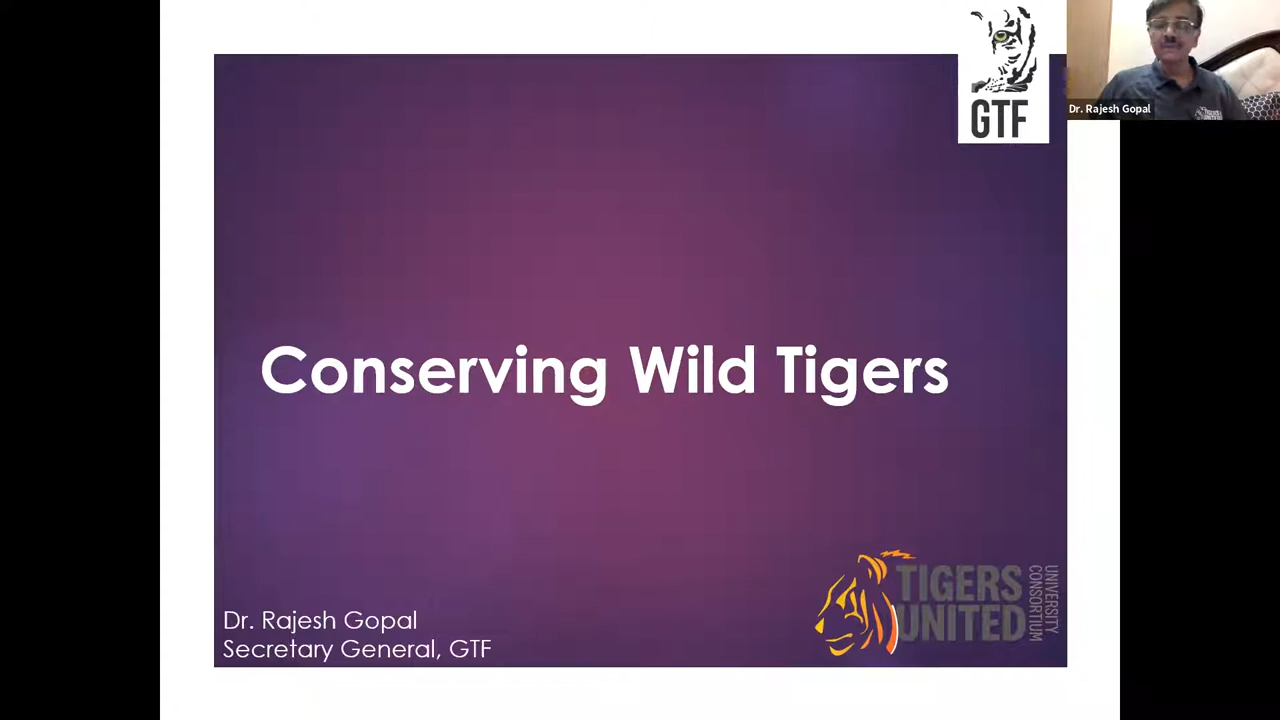 GTF
Dr. Rajesh Gopal
Conserving Wild Tigers
Dr. Rajesh Gopal
Secretary General, GTF
TIGERS
UNITED
UNIVERSITY
CONSORTIUM